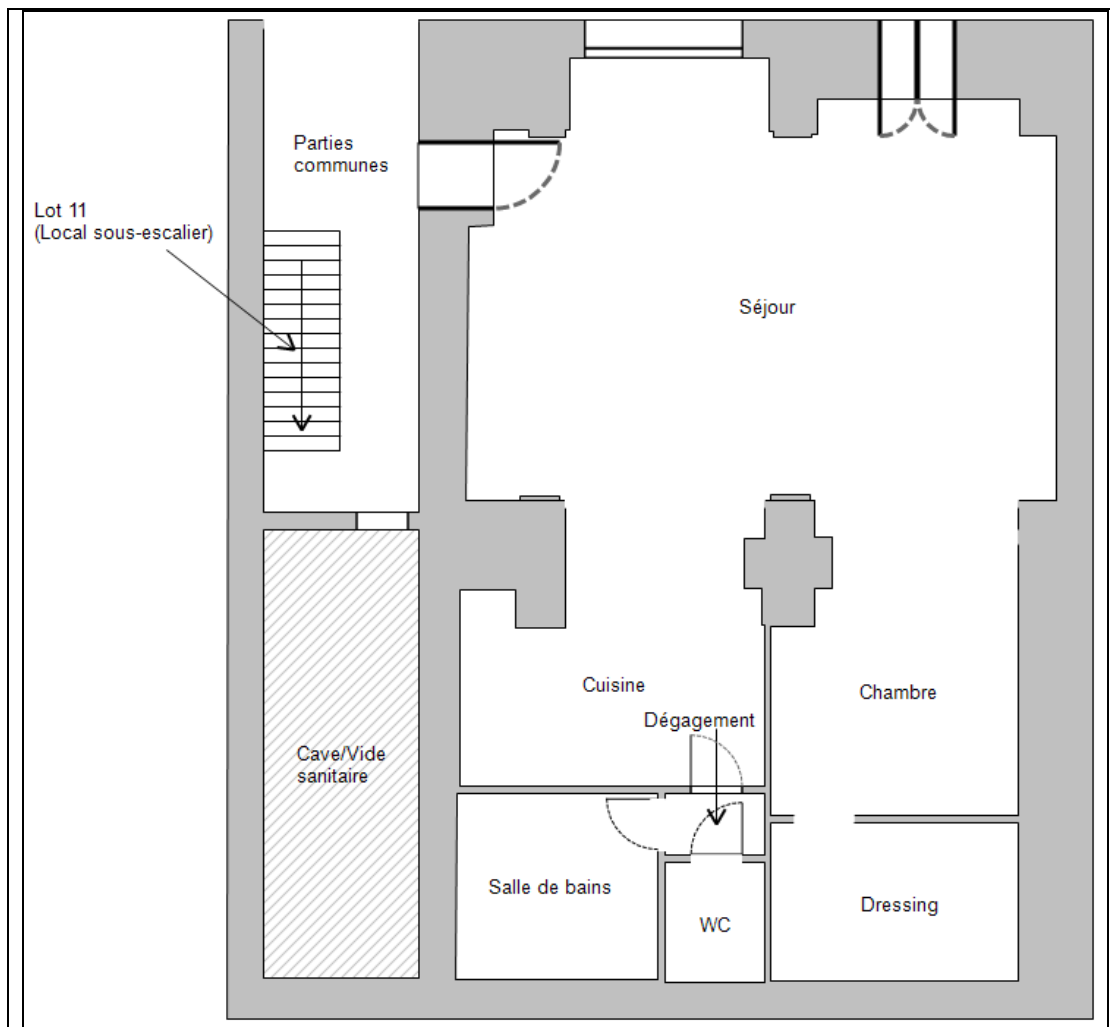 Parties
communes
Lot 11
(Local sous-escalier)
Séjour
Cuisine
Chambre
Dégagement
Cave/Vide
sanitaire
Salle de bains
Dressing
WC